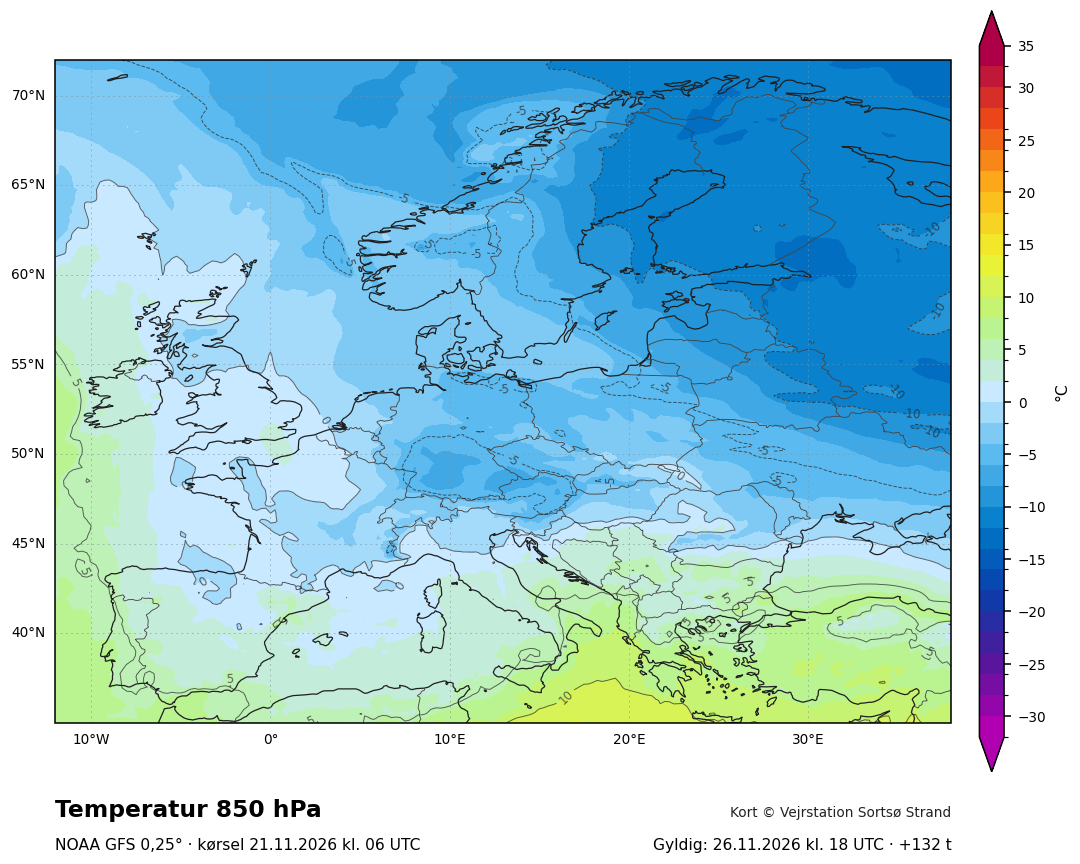 35
30
25
20
15
10
5
0
−5
−10
−15
−20
−25
−30
°C
70°N
65°N
60°N
55°N
50°N
45°N
40°N
10°W 0° 10°E 20°E 30°E
Temperatur 850 hPa
Kort © Vejrstation Sortsø Strand
NOAA GFS 0,25° · kørsel 21.11.2026 kl. 06 UTC
Gyldig: 26.11.2026 kl. 18 UTC · +132 t